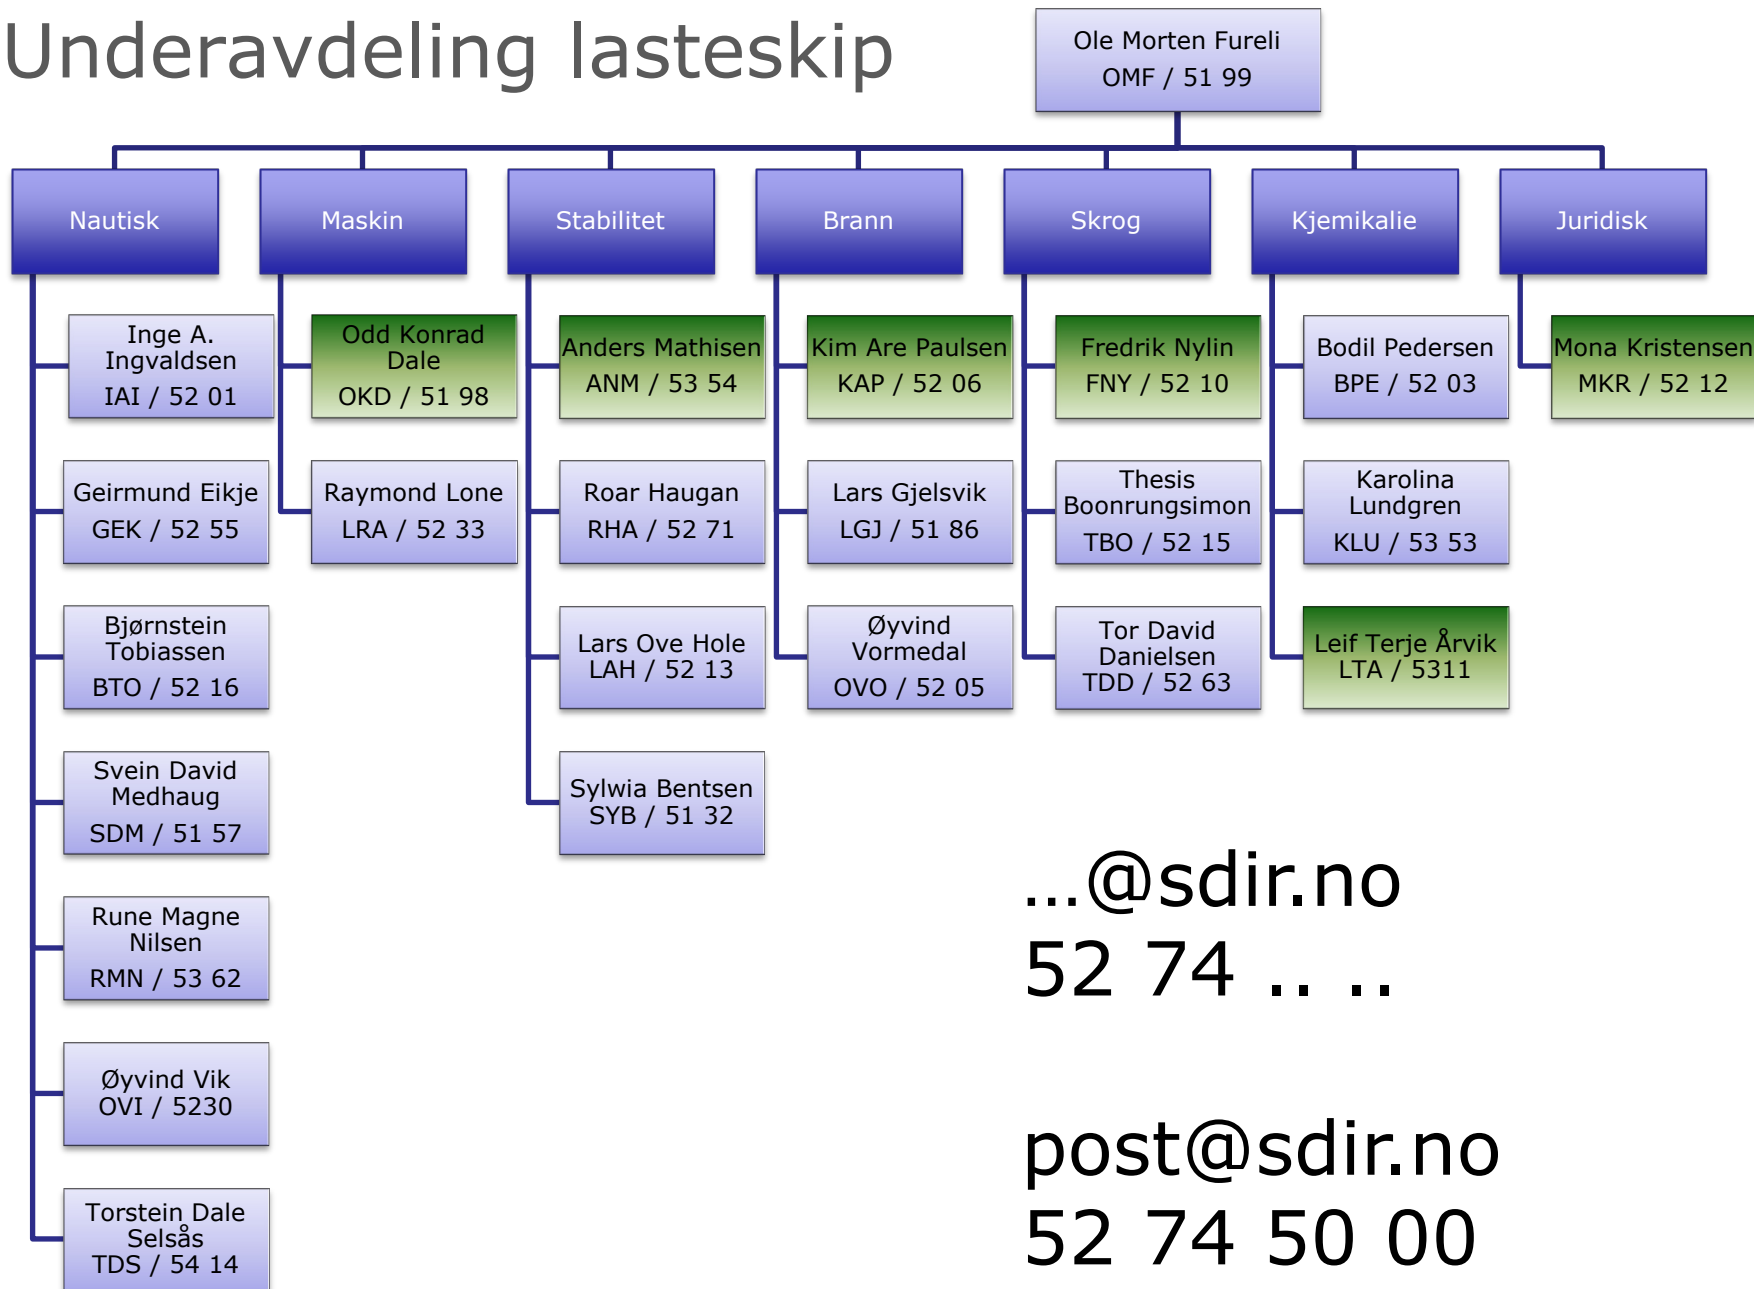 Underavdeling lasteskip
Ole Morten Fureli
OMF / 51 99
Nautisk
Inge A.
Ingvaldsen
IAI / 52 01
Geirmund Eikje
GEK / 52 55
Bjørnstein
Tobiassen
BTO / 52 16
Svein David
Medhaug
SDM / 51 57
Rune Magne
Nilsen
RMN / 53 62
Øyvind Vik
OVI / 5230
Torstein Dale
Selsås
TDS / 54 14
Maskin
Odd Konrad
Dale
OKD / 51 98
Raymond Lone
LRA / 52 33
Stabilitet
Anders Mathisen
ANM / 53 54
Roar Haugan
RHA / 52 71
Lars Ove Hole
LAH / 52 13
Sylwia Bentsen
SYB / 51 32
Brann
Kim Are Paulsen
KAP / 52 06
Lars Gjelsvik
LGJ / 51 86
Øyvind
Vormedal
OVO / 52 05
Skrog
Fredrik Nylin
FNY / 52 10
Thesis
Boonrungsimon
TBO / 52 15
Tor David
Danielsen
TDD / 52 63
Kjemikalie
Bodil Pedersen
BPE / 52 03
Karolina
Lundgren
KLU / 53 53
Leif Terje Årvik
LTA / 5311
Juridisk
Mona Kristensen
MKR / 52 12
...@sdir.no
52 74 .. ..
post@sdir.no
52 74 50 00